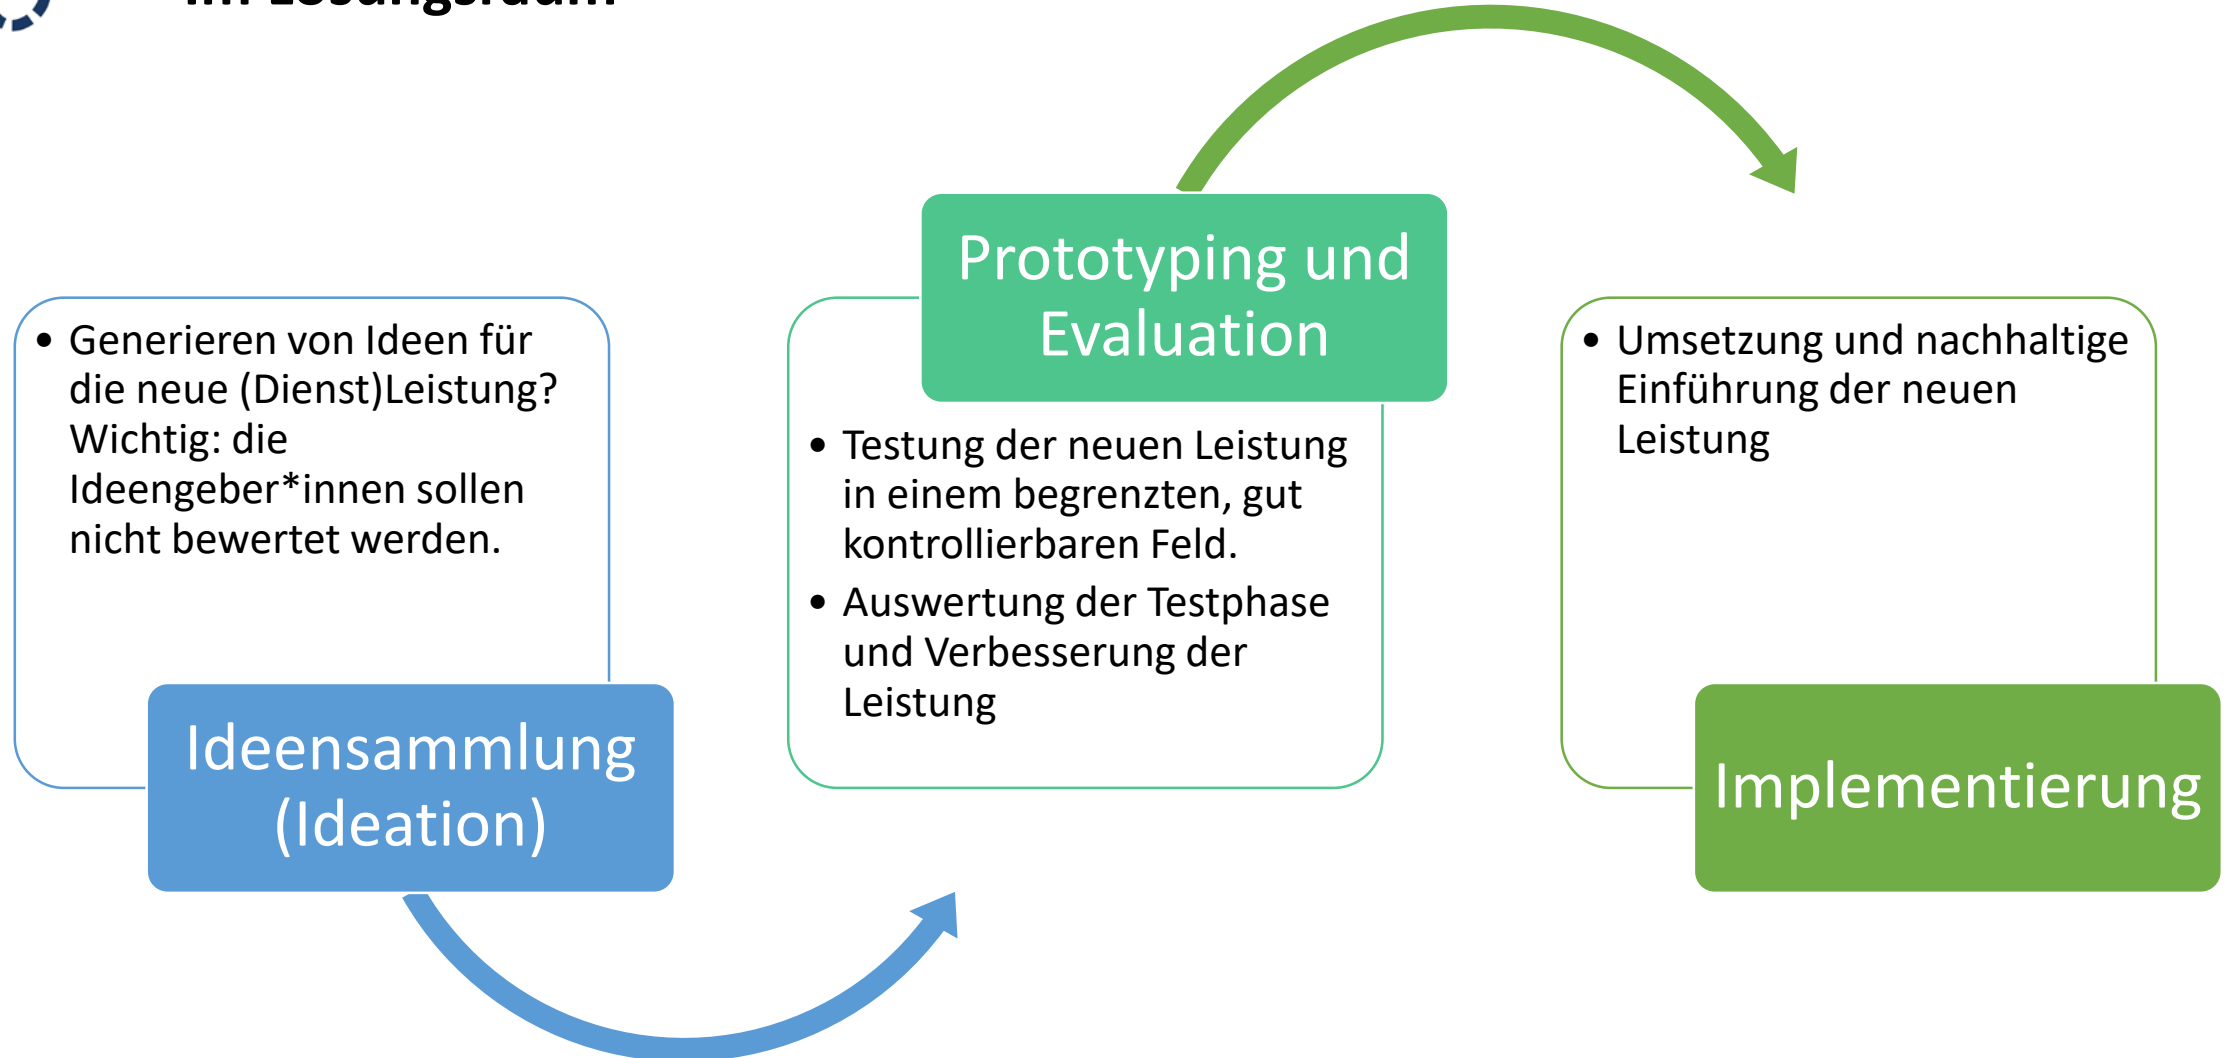 im Lösungsraum
• Generieren von Ideen für
die neue (Dienst)Leistung?
Wichtig: die
Ideengeber*innen sollen
nicht bewertet werden.
Ideensammlung
(Ideation)
Prototyping und
Evaluation
• Testung der neuen Leistung
in einem begrenzten, gut
kontrollierbaren Feld.
• Auswertung der Testphase
und Verbesserung der
Leistung
• Umsetzung und nachhaltige
Einführung der neuen
Leistung
Implementierung